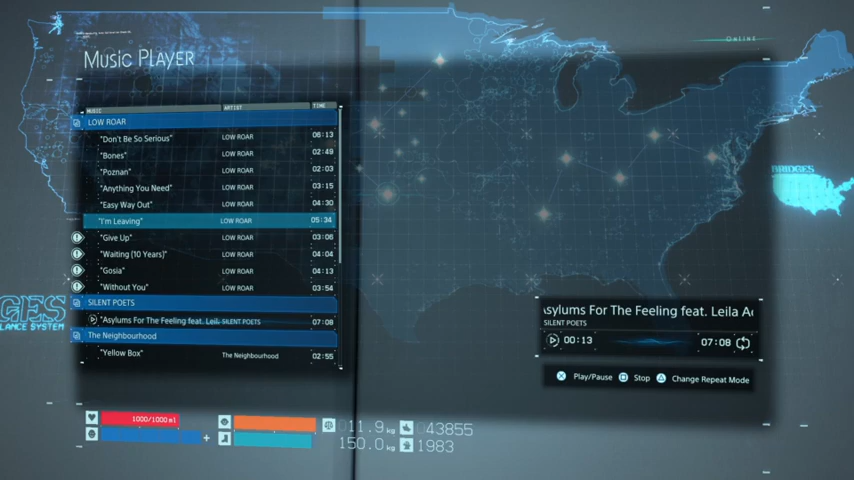 ONLINE
Music Player
MUSIC ARTIST TIME
LOW ROAR
"Don't Be So Serious" LOW ROAR 06:13
"Bones" LOW ROAR 02:49
"Poznan" LOW ROAR 02:03
"Anything You Need" LOW ROAR 03:15
"Easy Way Out" LOW ROAR 04:30
"I'm Leaving" LOW ROAR 05:34
"Give Up" LOW ROAR 03:06
"Waiting (10 Years)" LOW ROAR 04:04
"Gosia" LOW ROAR 04:13
"Without You" LOW ROAR 03:54
SILENT POETS
"Asylums For The Feeling feat. Leil SILENT POETS 07:08
The Neighbourhood
"Yellow Box" The Neighbourhood 02:55
BRIDGES
GES
LANCE SYSTEM
Asylums For The Feeling feat. Leila Ad
SILENT POETS
00:13 07:08
Play/Pause Stop Change Repeat Mode
1000/1000 ml
+
11.9 kg 043855
150.0 kg 1983